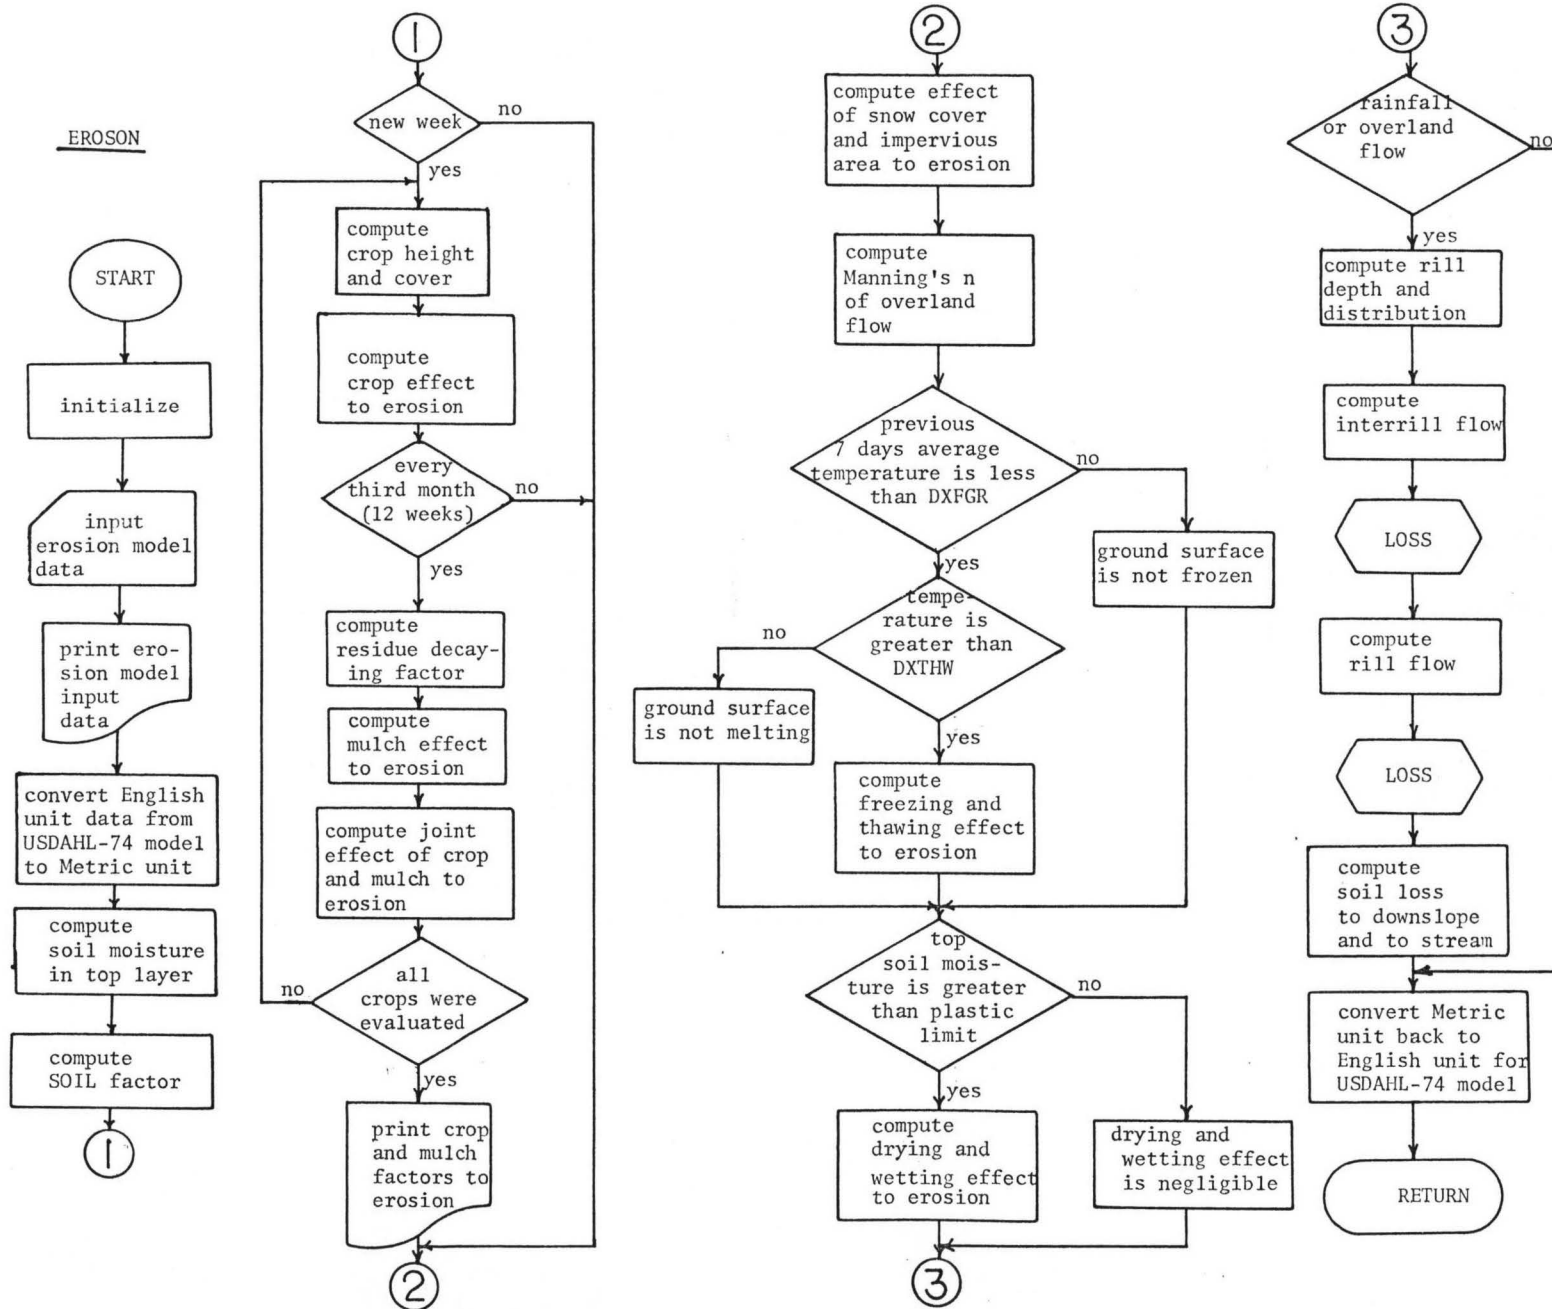 EROSON
START
initialize
input
erosion model
data
print ero-
sion model
input
data
convert English
unit data from
USDAHL-74 model
to Metric unit
compute
soil moisture
in top layer
compute
SOIL factor
1
1
new week
no
yes
compute
crop height
and cover
compute
crop effect
to erosion
every
third month
(12 weeks)
no
yes
compute
residue decay-
ing factor
compute
mulch effect
to erosion
compute joint
effect of crop
and mulch to
erosion
all
crops were
evaluated
no
yes
print crop
and mulch
factors to
erosion
2
2
compute effect
of snow cover
and impervious
area to erosion
compute
Manning's n
of overland
flow
previous
7 days average
temperature is less
than DXFGR
no
yes
ground surface
is not frozen
tempe-
rature is
greater than
DXTHW
no
yes
ground surface
is not melting
compute
freezing and
thawing effect
to erosion
top
soil mois-
ture is greater
than plastic
limit
no
yes
compute
drying and
wetting effect
to erosion
drying and
wetting effect
is negligible
3
3
rainfall
or overland
flow
no
yes
compute rill
depth and
distribution
compute
interrill flow
LOSS
compute
rill flow
LOSS
compute
soil loss
to downslope
and to stream
convert Metric
unit back to
English unit for
USDAHL-74 model
RETURN